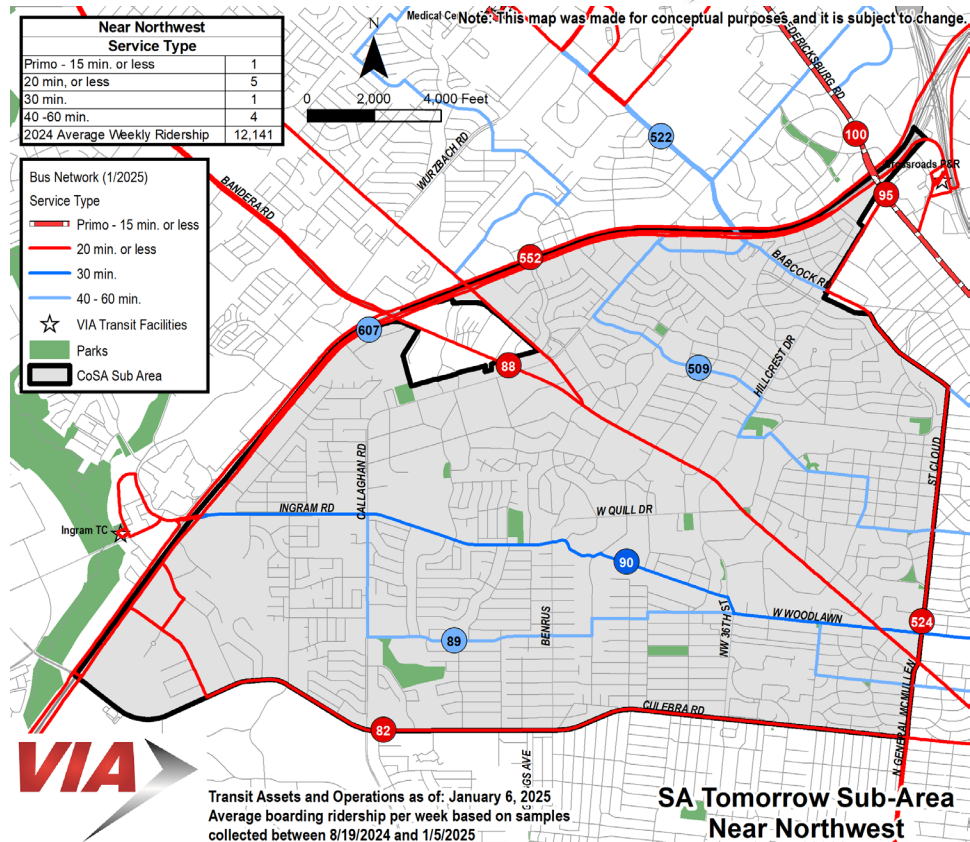 Near Northwest
Service Type
Primo - 15 min. or less 1
20 min, or less 5
30 min. 1
40 -60 min. 4
2024 Average Weekly Ridership 12,141
Note: This map was made for conceptual purposes and it is subject to change.
Medical
N
0 2,000 4,000 Feet
Bus Network (1/2025)
Service Type
Primo - 15 min. or less
20 min. or less
30 min.
40 - 60 min.
VIA Transit Facilities
Parks
CoSA Sub Area
FREDERICKSBURG RD
WURZBACH RD
BANDERA RD
522
100
Crossroads P&R
95
552
BABCOCK RD
607
88
509
HILLCREST DR
ST CLOUD
CALLAGHAN RD
INGRAM RD
W QUILL DR
Ingram TC
90
NW 36TH ST
W WOODLAWN
524
89
BENRUS
N GENERAL MCMULLEN
CULEBRA RD
82
AVE
VIA
Transit Assets and Operations as of: January 6, 2025
Average boarding ridership per week based on samples
collected between 8/19/2024 and 1/5/2025
SA Tomorrow Sub-Area
Near Northwest